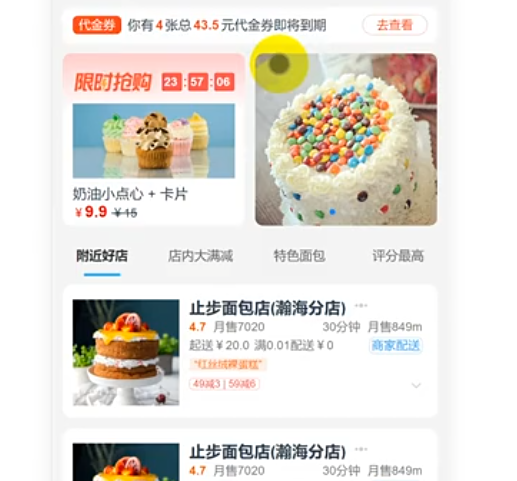 代金券 你有4张总43.5元代金券即将到期 去查看
限时抢购 23:57:06
奶油小点心 + 卡片
¥9.9 ¥15
附近好店 店内大满减 特色面包 评分最高
止步面包店(瀚海分店)
4.7 月售7020 30分钟 月售849m
起送￥20.0 满0.01配送￥0 商家配送
“红丝绒裸蛋糕”
49减3 | 59减6
止步面包店(瀚海分店)
4.7 月售7020 30分钟 月售849m